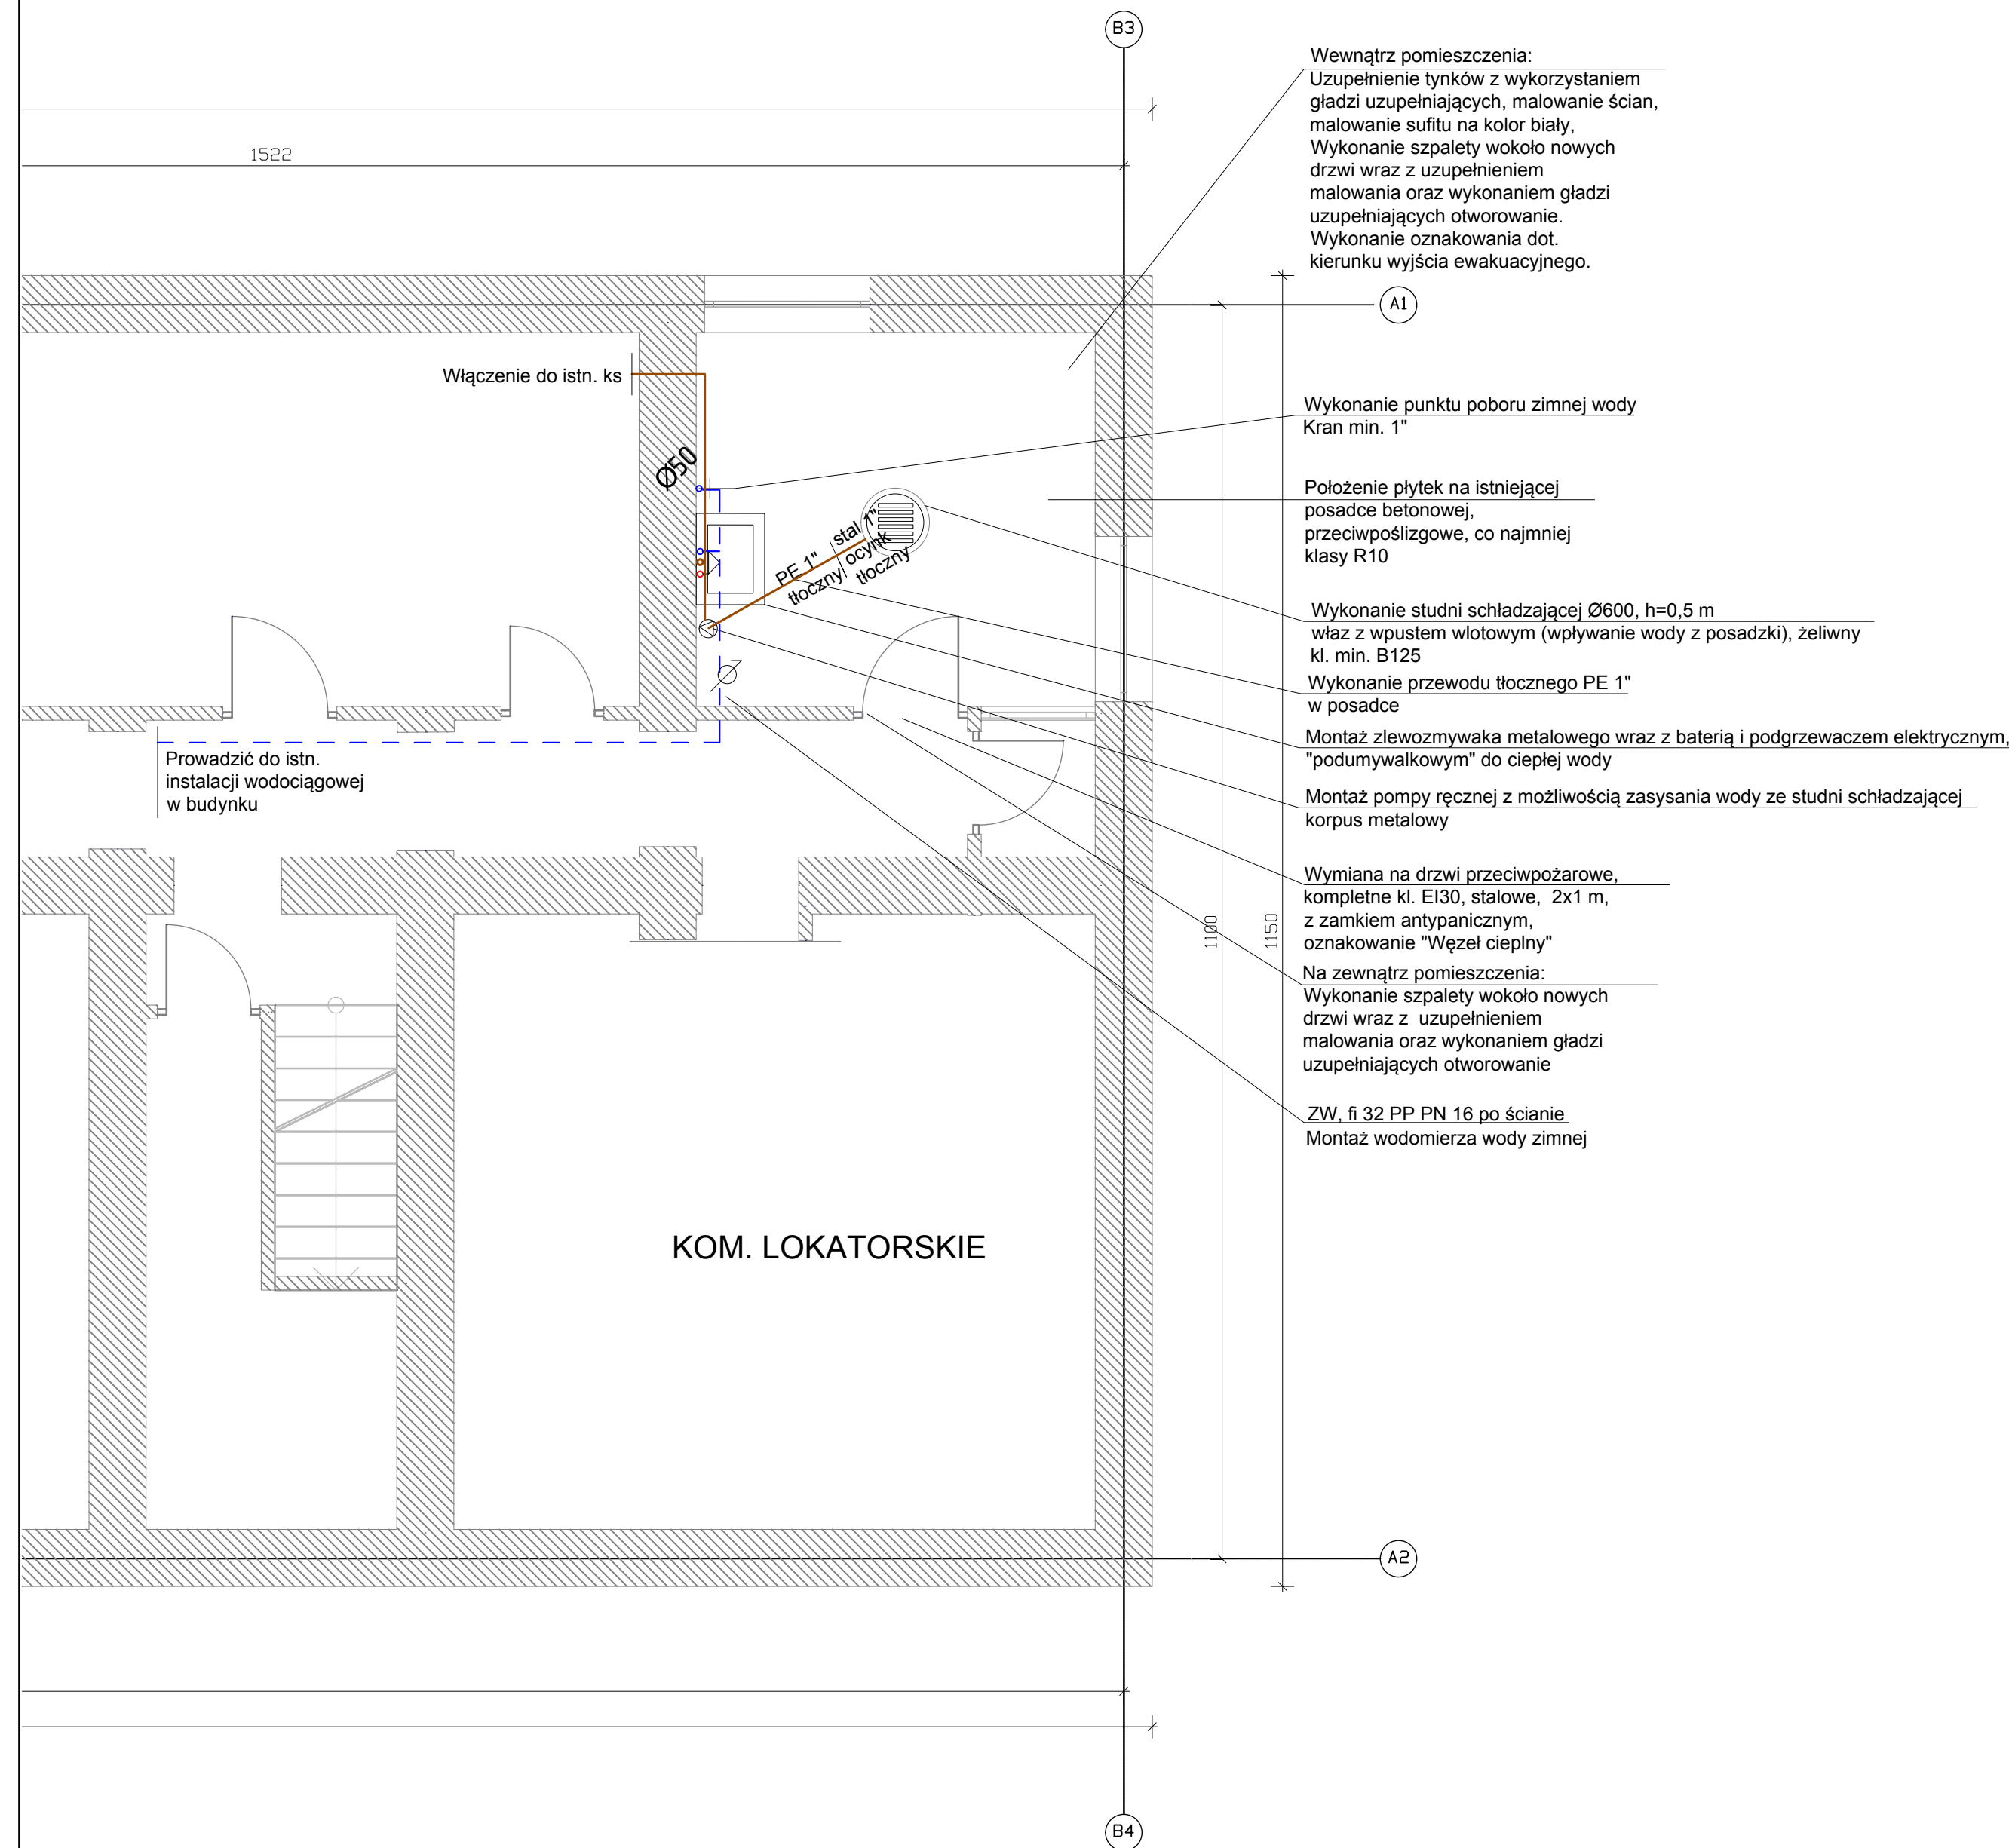 B3
Wewnątrz pomieszczenia:
Uzupełnienie tynków z wykorzystaniem
gładzi uzupełniających, malowanie ścian,
malowanie sufitu na kolor biały,
Wykonanie szpalety wokoło nowych
drzwi wraz z uzupełnieniem
malowania oraz wykonaniem gładzi
uzupełniających otworowanie.
Wykonanie oznakowania dot.
kierunku wyjścia ewakuacyjnego.
1522
A1
Włączenie do istn. ks
Wykonanie punktu poboru zimnej wody
Kran min. 1"
Ø50
Położenie płytek na istniejącej
posadce betonowej,
przeciwpoślizgowe, co najmniej
klasy R10
PE 1"
tłoczny
stal 1"
ocynk
tłoczny
Wykonanie studni schładzającej Ø600, h=0,5 m
właz z wpustem wlotowym (wpływanie wody z posadzki), żeliwny
kl. min. B125
Wykonanie przewodu tłocznego PE 1"
w posadce
Montaż zlewozmywaka metalowego wraz z baterią i podgrzewaczem elektrycznym,
"podumywalkowym" do ciepłej wody
Prowadzić do istn.
instalacji wodociągowej
w budynku
Montaż pompy ręcznej z możliwością zasysania wody ze studni schładzającej
korpus metalowy
Wymiana na drzwi przeciwpożarowe,
kompletne kl. EI30, stalowe, 2x1 m,
z zamkiem antypanicznym,
oznakowanie "Węzeł cieplny"
1100
1150
Na zewnątrz pomieszczenia:
Wykonanie szpalety wokoło nowych
drzwi wraz z uzupełnieniem
malowania oraz wykonaniem gładzi
uzupełniających otworowanie
ZW, fi 32 PP PN 16 po ścianie
Montaż wodomierza wody zimnej
KOM. LOKATORSKIE
A2
B4